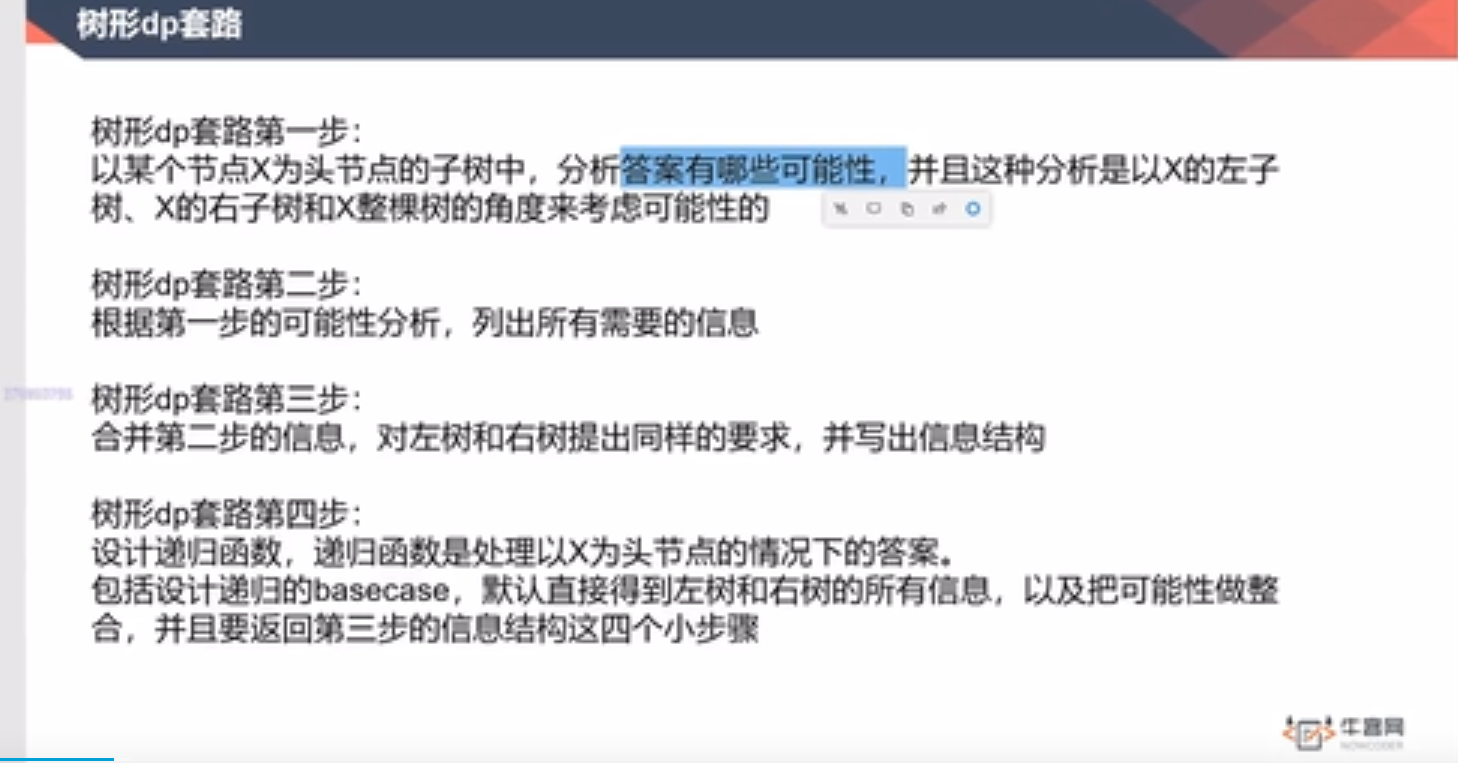 树形dp套路
树形dp套路第一步：
以某个节点X为头节点的子树中，分析答案有哪些可能性，并且这种分析是以X的左子
树、X的右子树和X整棵树的角度来考虑可能性的
树形dp套路第二步：
根据第一步的可能性分析，列出所有需要的信息
树形dp套路第三步：
合并第二步的信息，对左树和右树提出同样的要求，并写出信息结构
树形dp套路第四步：
设计递归函数，递归函数是处理以X为头节点的情况下的答案。
包括设计递归的basecase，默认直接得到左树和右树的所有信息，以及把可能性做整
合，并且要返回第三步的信息结构这四个小步骤
牛客网
NOWCODER